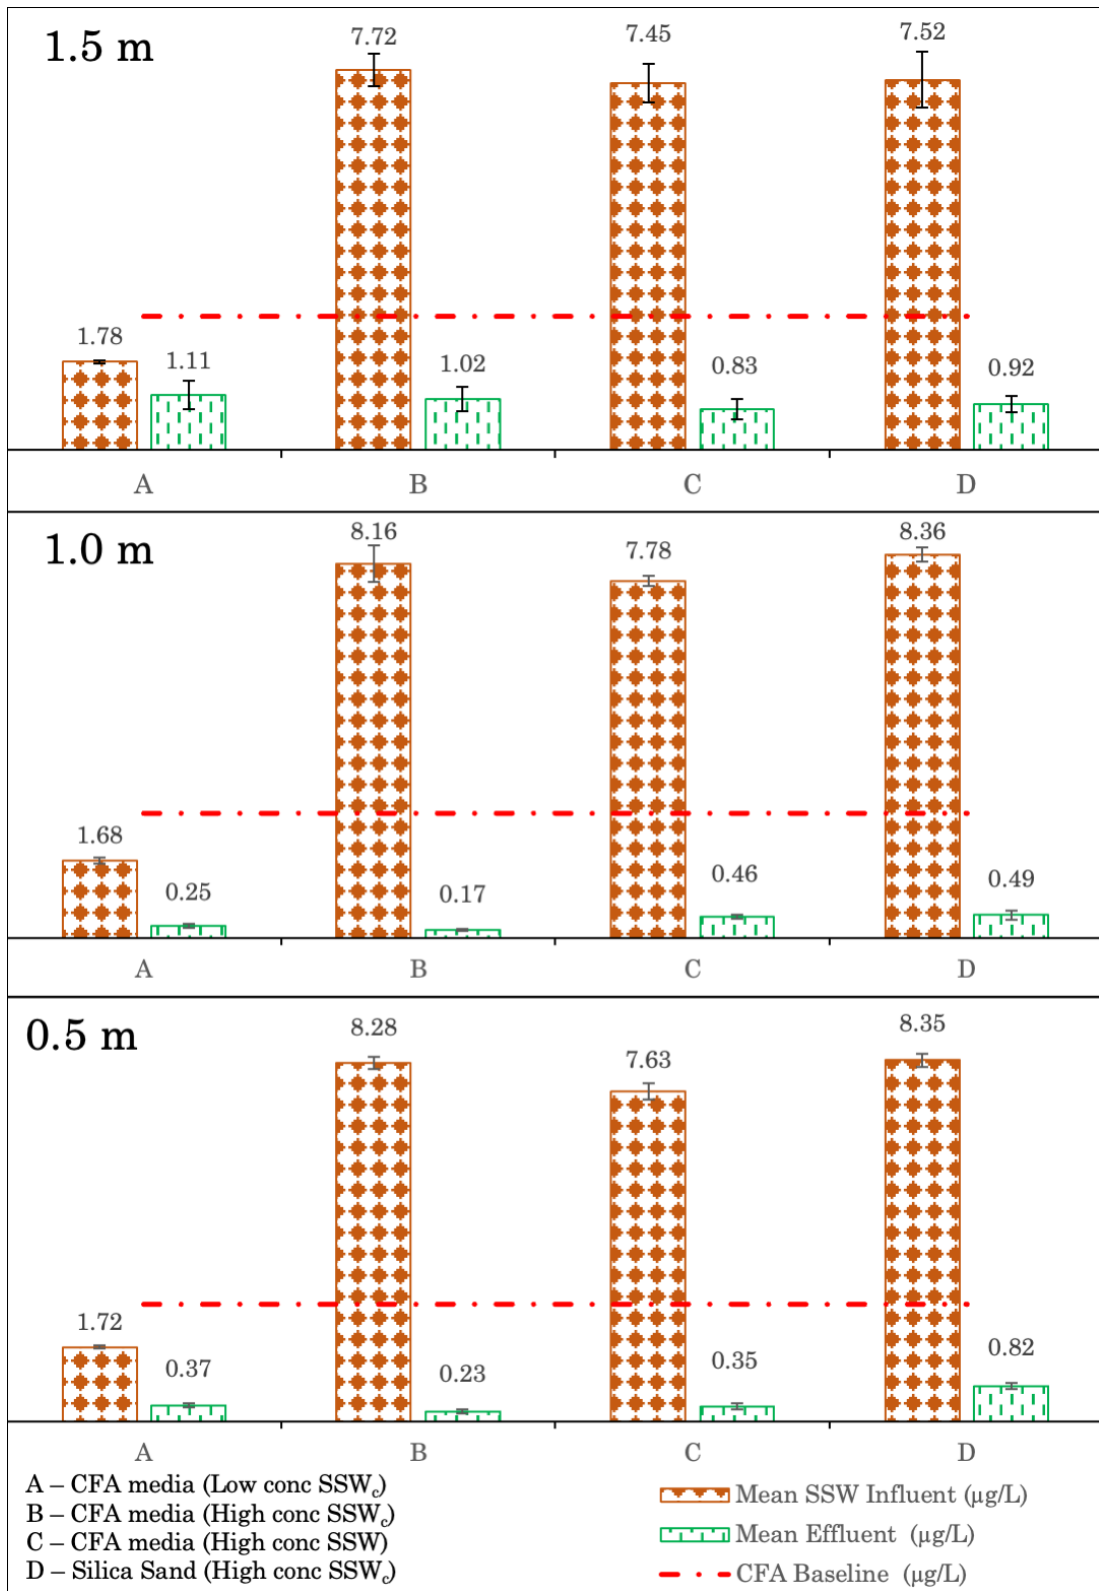 1.5 m
7.72
7.45
7.52
1.78
1.11
1.02
0.83
0.92
A B C D
1.0 m
8.16
7.78
8.36
1.68
0.25
0.17
0.46
0.49
A B C D
0.5 m
8.28
7.63
8.35
1.72
0.37
0.23
0.35
0.82
A B C D
A – CFA media (Low conc SSWc)
B – CFA media (High conc SSWc)
C – CFA media (High conc SSW)
D – Silica Sand (High conc SSWc)
Mean SSW Influent (µg/L)
Mean Effluent (µg/L)
CFA Baseline (µg/L)